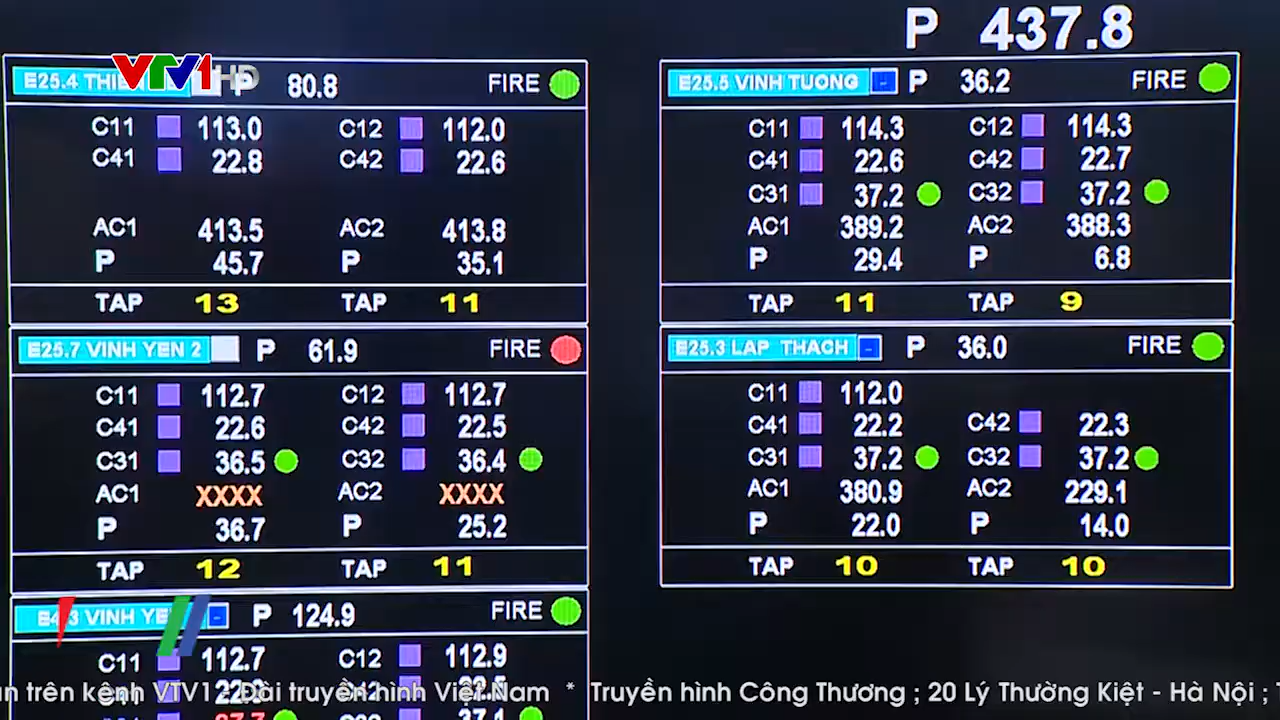 P 437.8
VTV1 HD
E25.4 P 80.8 FIRE
C11 113.0 C12 112.0
C41 22.8 C42 22.6
AC1 413.5 AC2 413.8
P 45.7 P 35.1
TAP 13 TAP 11
E25.5 VINH TUONG P 36.2 FIRE
C11 114.3 C12 114.3
C41 22.6 C42 22.7
C31 37.2 C32 37.2
AC1 389.2 AC2 388.3
P 29.4 P 6.8
TAP 11 TAP 9
E25.7 VINH YEN 2 P 61.9 FIRE
C11 112.7 C12 112.7
C41 22.6 C42 22.5
C31 36.5 C32 36.4
AC1 XXXX AC2 XXXX
P 36.7 P 25.2
TAP 12 TAP 11
E25.3 LAP THACH P 36.0 FIRE
C11 112.0
C41 22.2 C42 22.3
C31 37.2 C32 37.2
AC1 380.9 AC2 229.1
P 22.0 P 14.0
TAP 10 TAP 10
VINH P 124.9 FIRE
C11 112.7 C12 112.9
trên kênh VTV1 - Đài truyền hình Việt Nam * Truyền hình Công Thương ; 20 Lý Thường Kiệt - Hà Nội ;